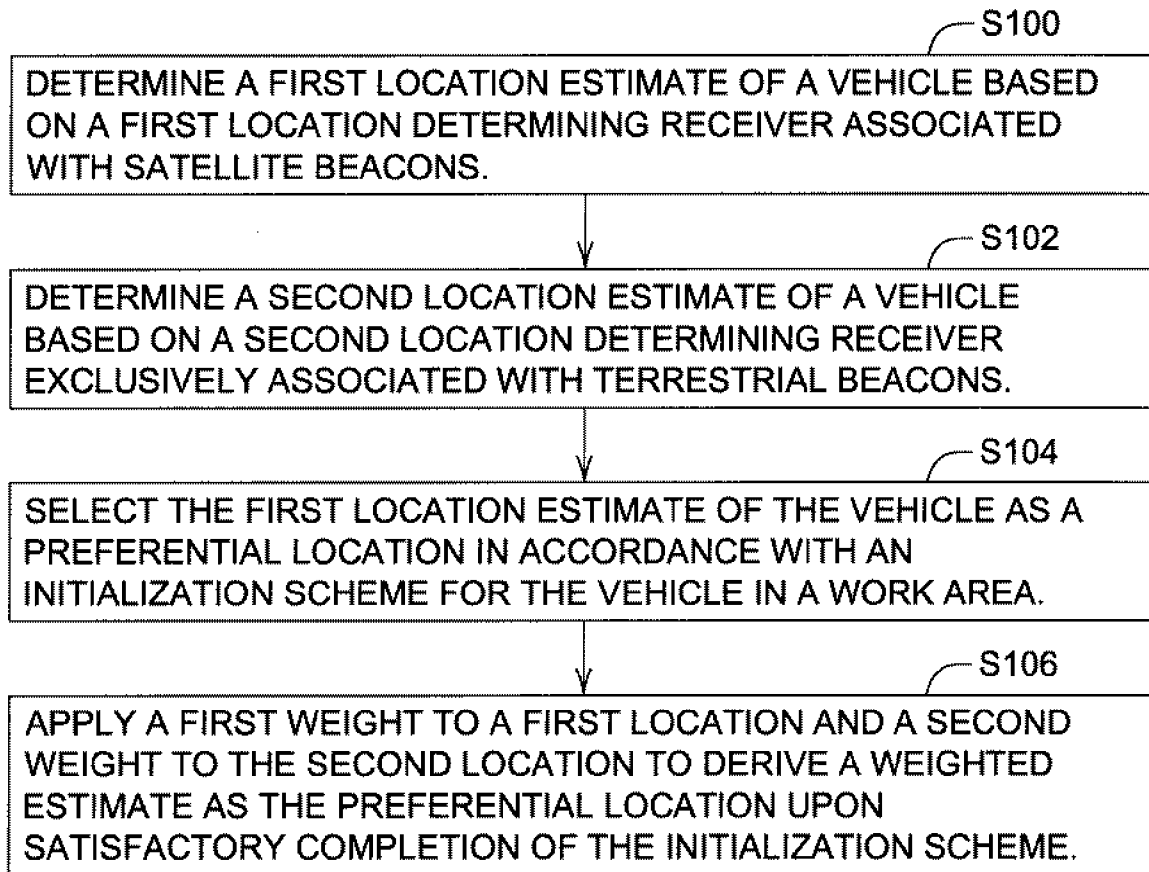 S100
DETERMINE A FIRST LOCATION ESTIMATE OF A VEHICLE BASED
ON A FIRST LOCATION DETERMINING RECEIVER ASSOCIATED
WITH SATELLITE BEACONS.
S102
DETERMINE A SECOND LOCATION ESTIMATE OF A VEHICLE
BASED ON A SECOND LOCATION DETERMINING RECEIVER
EXCLUSIVELY ASSOCIATED WITH TERRESTRIAL BEACONS.
S104
SELECT THE FIRST LOCATION ESTIMATE OF THE VEHICLE AS A
PREFERENTIAL LOCATION IN ACCORDANCE WITH AN
INITIALIZATION SCHEME FOR THE VEHICLE IN A WORK AREA.
S106
APPLY A FIRST WEIGHT TO A FIRST LOCATION AND A SECOND
WEIGHT TO THE SECOND LOCATION TO DERIVE A WEIGHTED
ESTIMATE AS THE PREFERENTIAL LOCATION UPON
SATISFACTORY COMPLETION OF THE INITIALIZATION SCHEME.